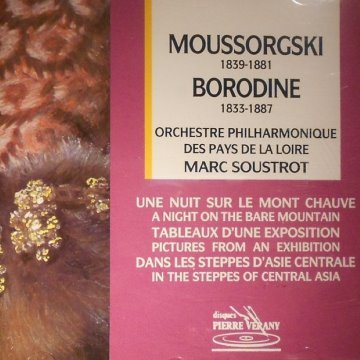 MOUSSORGSKI
1839-1881
BORODINE
1833-1887
ORCHESTRE PHILHARMONIQUE
DES PAYS DE LA LOIRE
MARC SOUSTROT
UNE NUIT SUR LE MONT CHAUVE
A NIGHT ON THE BARE MOUNTAIN
TABLEAUX D'UNE EXPOSITION
PICTURES FROM AN EXHIBITION
DANS LES STEPPES D'ASIE CENTRALE
IN THE STEPPES OF CENTRAL ASIA
disques
PIERRE VERANY